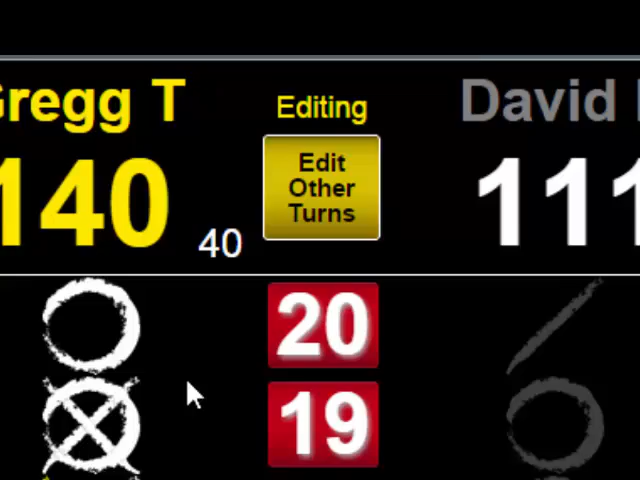 Gregg T
Editing
David
140
40
Edit
Other
Turns
111
20
19